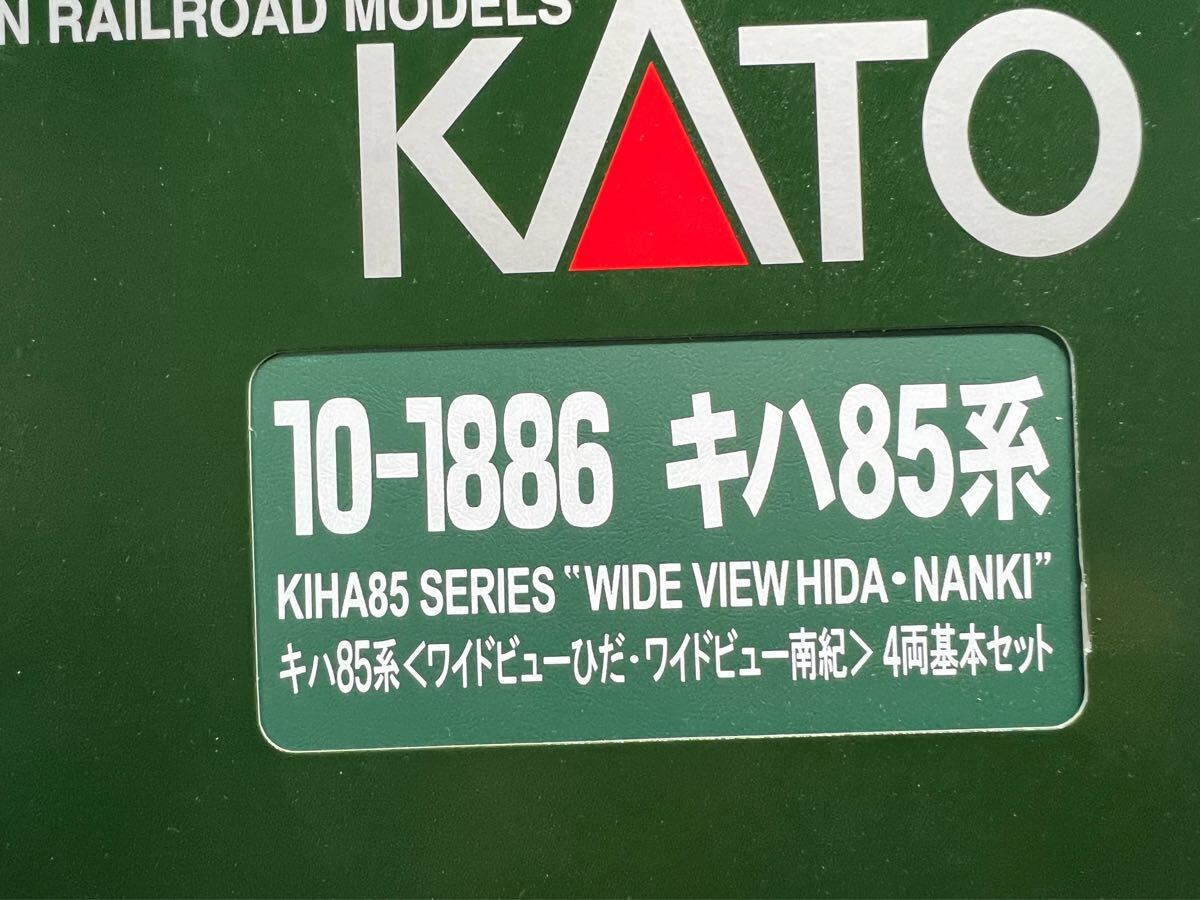 N RAILROAD MODELS
KATO
10-1886 キハ85系
KIHA85 SERIES “WIDE VIEW HIDA・NANKI”
キハ85系<ワイドビューひだ・ワイドビュー南紀> 4両基本セット